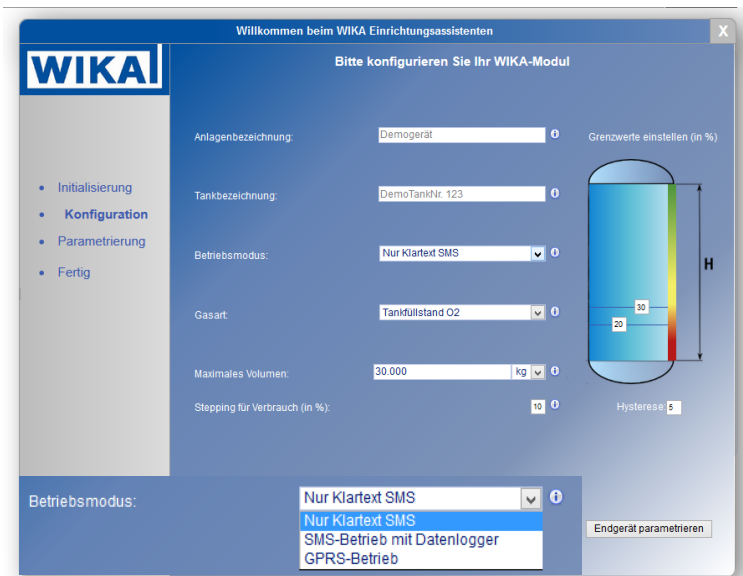 Willkommen beim WIKA Einrichtungsassistenten
X
WIKA
Bitte konfigurieren Sie Ihr WIKA-Modul
Initialisierung
Konfiguration
Parametrierung
Fertig
Anlagenbezeichnung:
Demogerät
Tankbezeichnung:
DemoTankNr. 123
Betriebsmodus:
Nur Klartext SMS
Gasart:
Tankfüllstand O2
Maximales Volumen:
30.000
kg
Stepping für Verbrauch (in %):
10
Grenzwerte einstellen (in %)
H
30
20
Hysterese
5
Betriebsmodus:
Nur Klartext SMS
Nur Klartext SMS
SMS-Betrieb mit Datenlogger
GPRS-Betrieb
Endgerät parametrieren